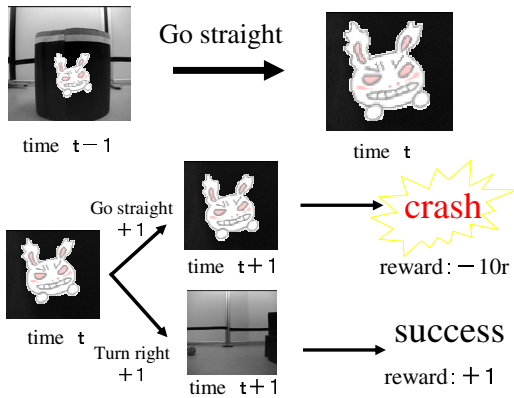 Go straight
time t−1
time t
Go straight
+1
crash
time t+1
reward:−10r
time t
Turn right
+1
success
time t+1
reward:+1